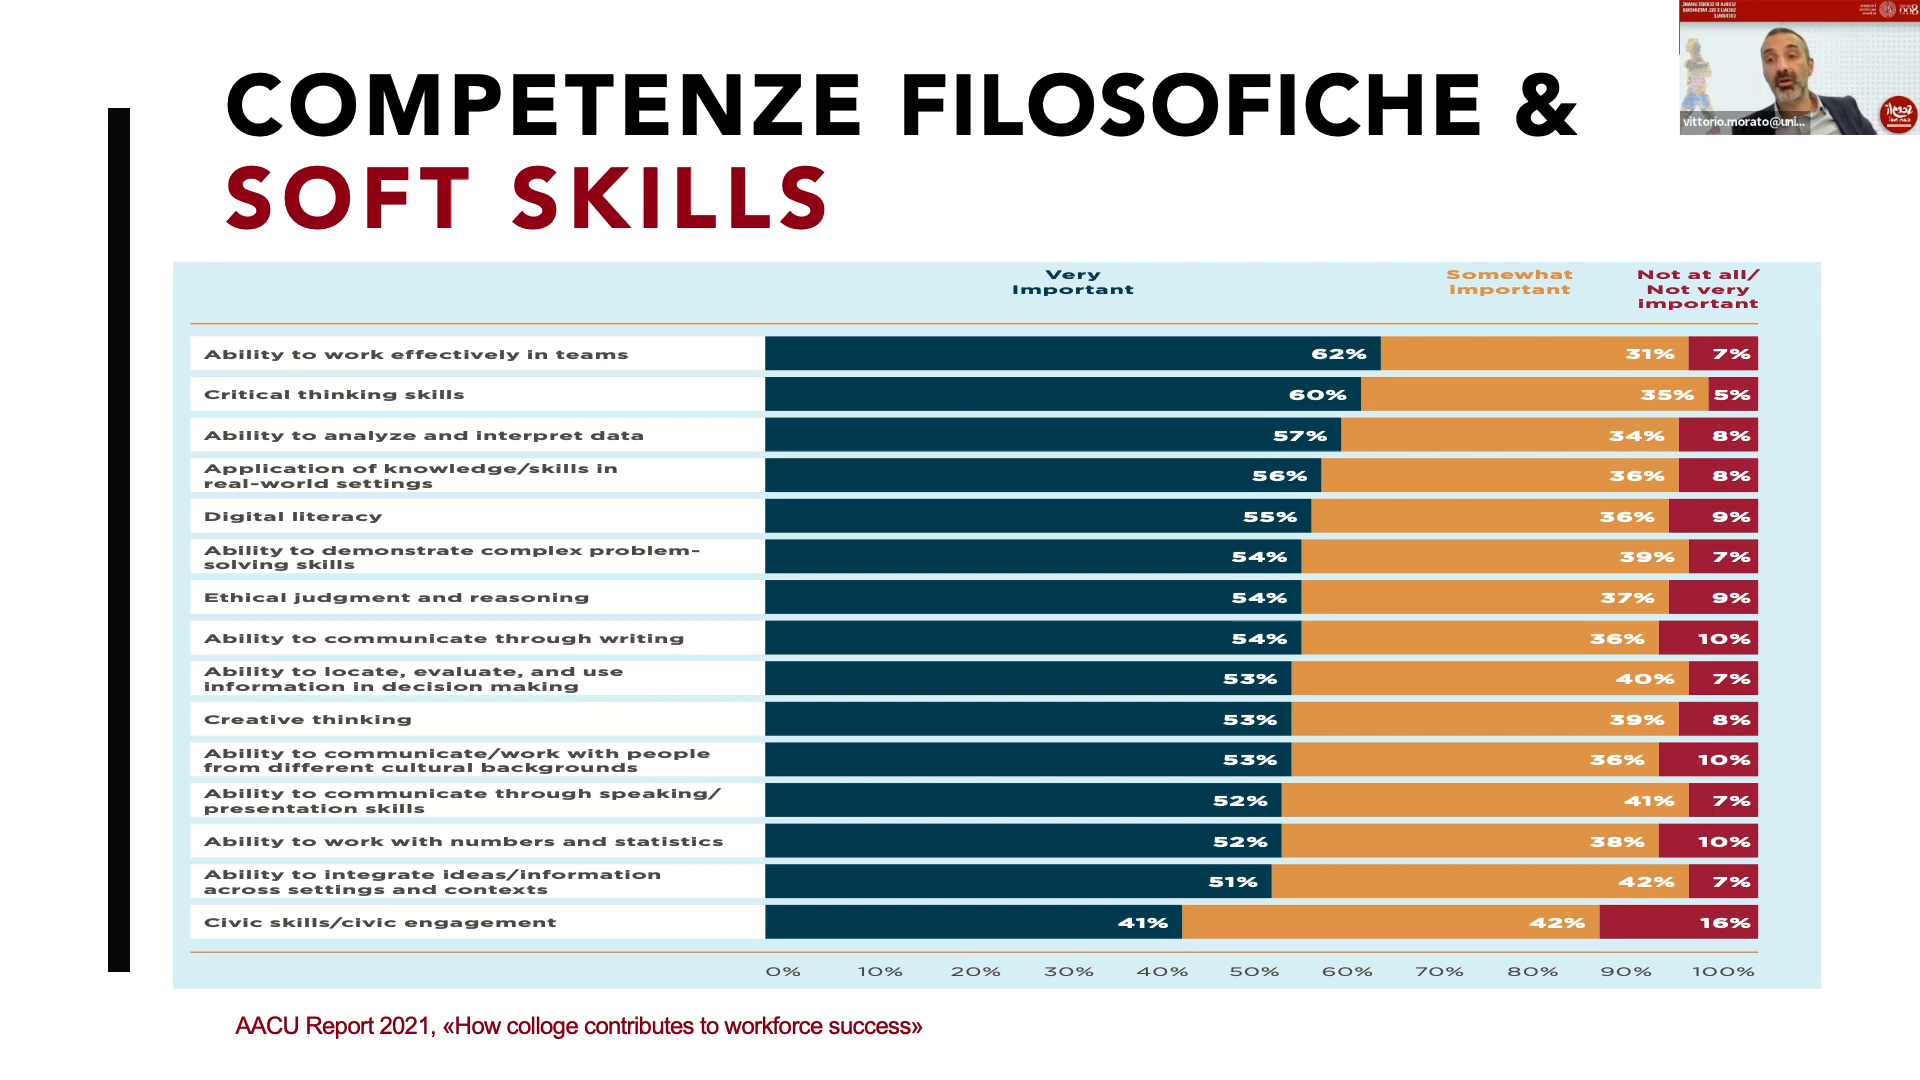 COMPETENZE FILOSOFICHE &
SOFT SKILLS
vittorio.morato@uni...
Very
Important
Somewhat
important
Not at all/
Not very
important
Ability to work effectively in teams
62% 31% 7%
Critical thinking skills
60% 35% 5%
Ability to analyze and interpret data
57% 34% 8%
Application of knowledge/skills in
real-world settings
56% 36% 8%
Digital literacy
55% 36% 9%
Ability to demonstrate complex problem-
solving skills
54% 39% 7%
Ethical judgment and reasoning
54% 37% 9%
Ability to communicate through writing
54% 36% 10%
Ability to locate, evaluate, and use
information in decision making
53% 40% 7%
Creative thinking
53% 39% 8%
Ability to communicate/work with people
from different cultural backgrounds
53% 36% 10%
Ability to communicate through speaking/
presentation skills
52% 41% 7%
Ability to work with numbers and statistics
52% 38% 10%
Ability to integrate ideas/information
across settings and contexts
51% 42% 7%
Civic skills/civic engagement
41% 42% 16%
0% 10% 20% 30% 40% 50% 60% 70% 80% 90% 100%
AACU Report 2021, «How colloge contributes to workforce success»